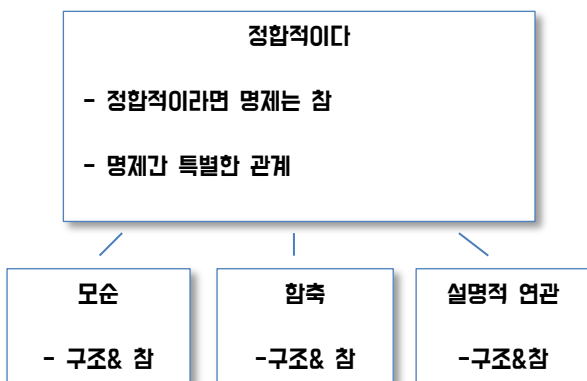 정합적이다
- 정합적이라면 명제는 참
- 명제간 특별한 관계
모순
- 구조& 참
함축
-구조& 참
설명적 연관
-구조&참